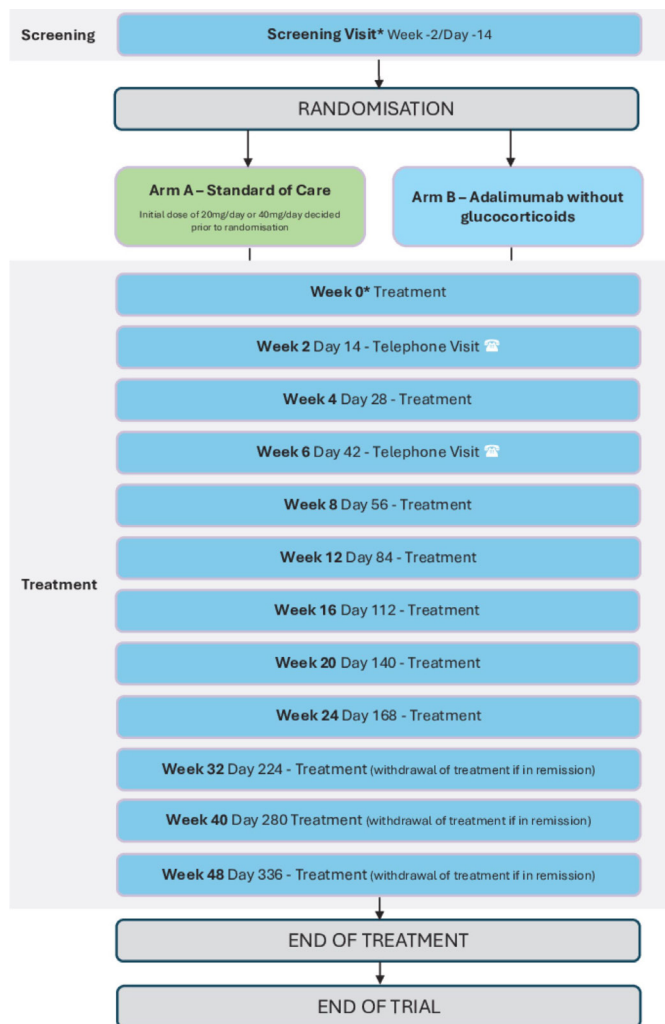 Screening
Screening Visit* Week -2/Day -14
RANDOMISATION
Arm A – Standard of Care
Initial dose of 20mg/day or 40mg/day decided
prior to randomisation
Arm B – Adalimumab without
glucocorticoids
Treatment
Week 0* Treatment
Week 2 Day 14 - Telephone Visit ☎
Week 4 Day 28 - Treatment
Week 6 Day 42 - Telephone Visit ☎
Week 8 Day 56 - Treatment
Week 12 Day 84 - Treatment
Week 16 Day 112 - Treatment
Week 20 Day 140 - Treatment
Week 24 Day 168 - Treatment
Week 32 Day 224 - Treatment (withdrawal of treatment if in remission)
Week 40 Day 280 Treatment (withdrawal of treatment if in remission)
Week 48 Day 336 - Treatment (withdrawal of treatment if in remission)
END OF TREATMENT
END OF TRIAL